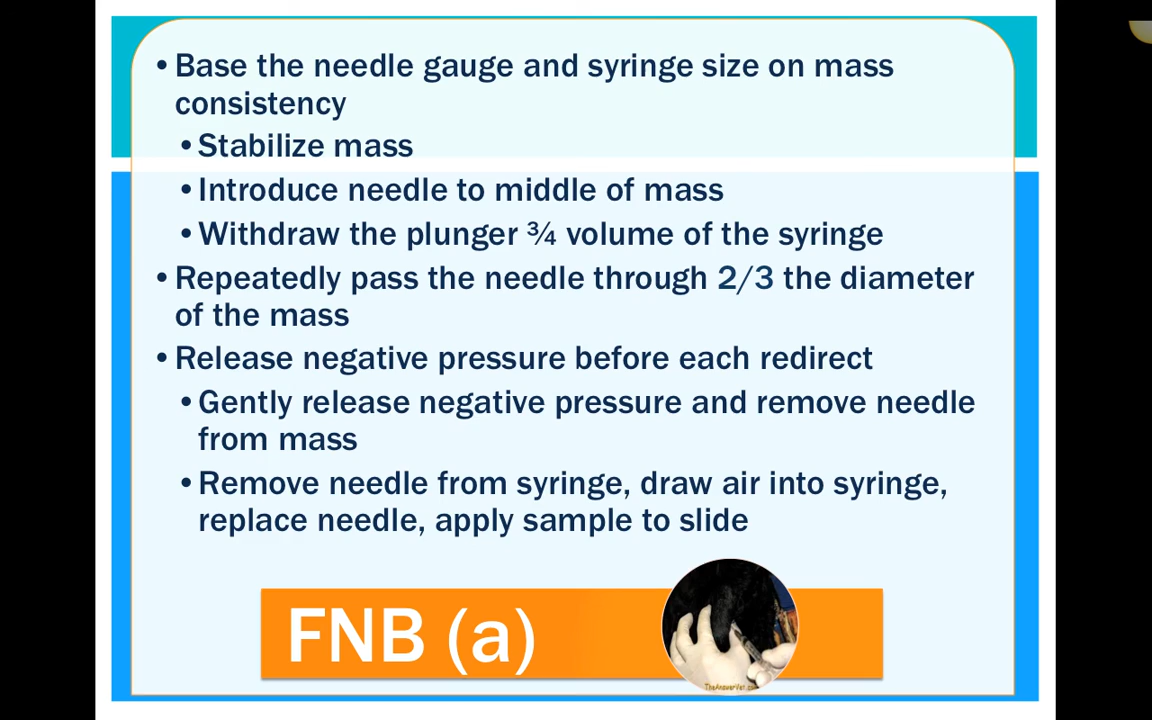 • Base the needle gauge and syringe size on mass
consistency
• Stabilize mass
• Introduce needle to middle of mass
• Withdraw the plunger ¾ volume of the syringe
• Repeatedly pass the needle through 2/3 the diameter
of the mass
• Release negative pressure before each redirect
• Gently release negative pressure and remove needle
from mass
• Remove needle from syringe, draw air into syringe,
replace needle, apply sample to slide
FNB (a)